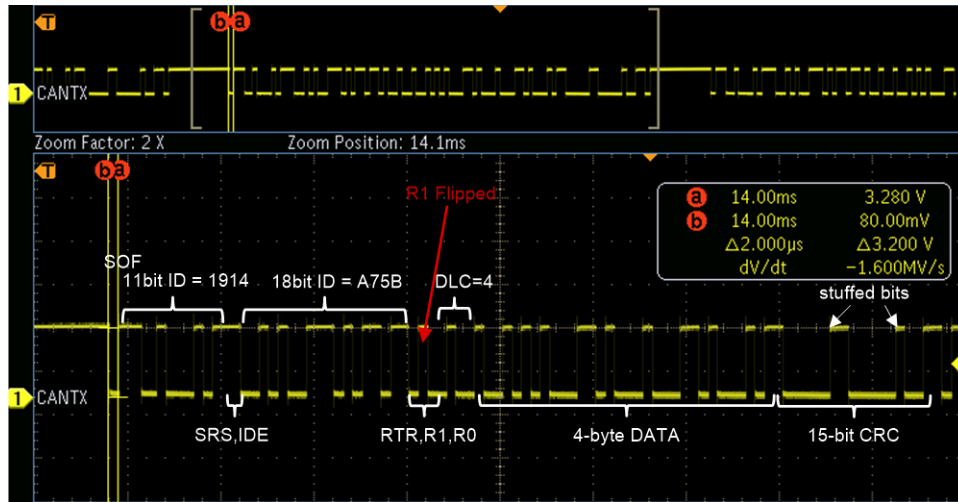 T
b a
1 CANTX
Zoom Factor: 2 X Zoom Position: 14.1ms
T
b a
R1 Flipped
a 14.00ms 3.280 V
b 14.00ms 80.00mV
Δ2.000µs Δ3.200 V
dV/dt −1.600MV/s
SOF
11bit ID = 1914 18bit ID = A75B DLC=4
stuffed bits
1 CANTX
SRS,IDE RTR,R1,R0 4-byte DATA 15-bit CRC